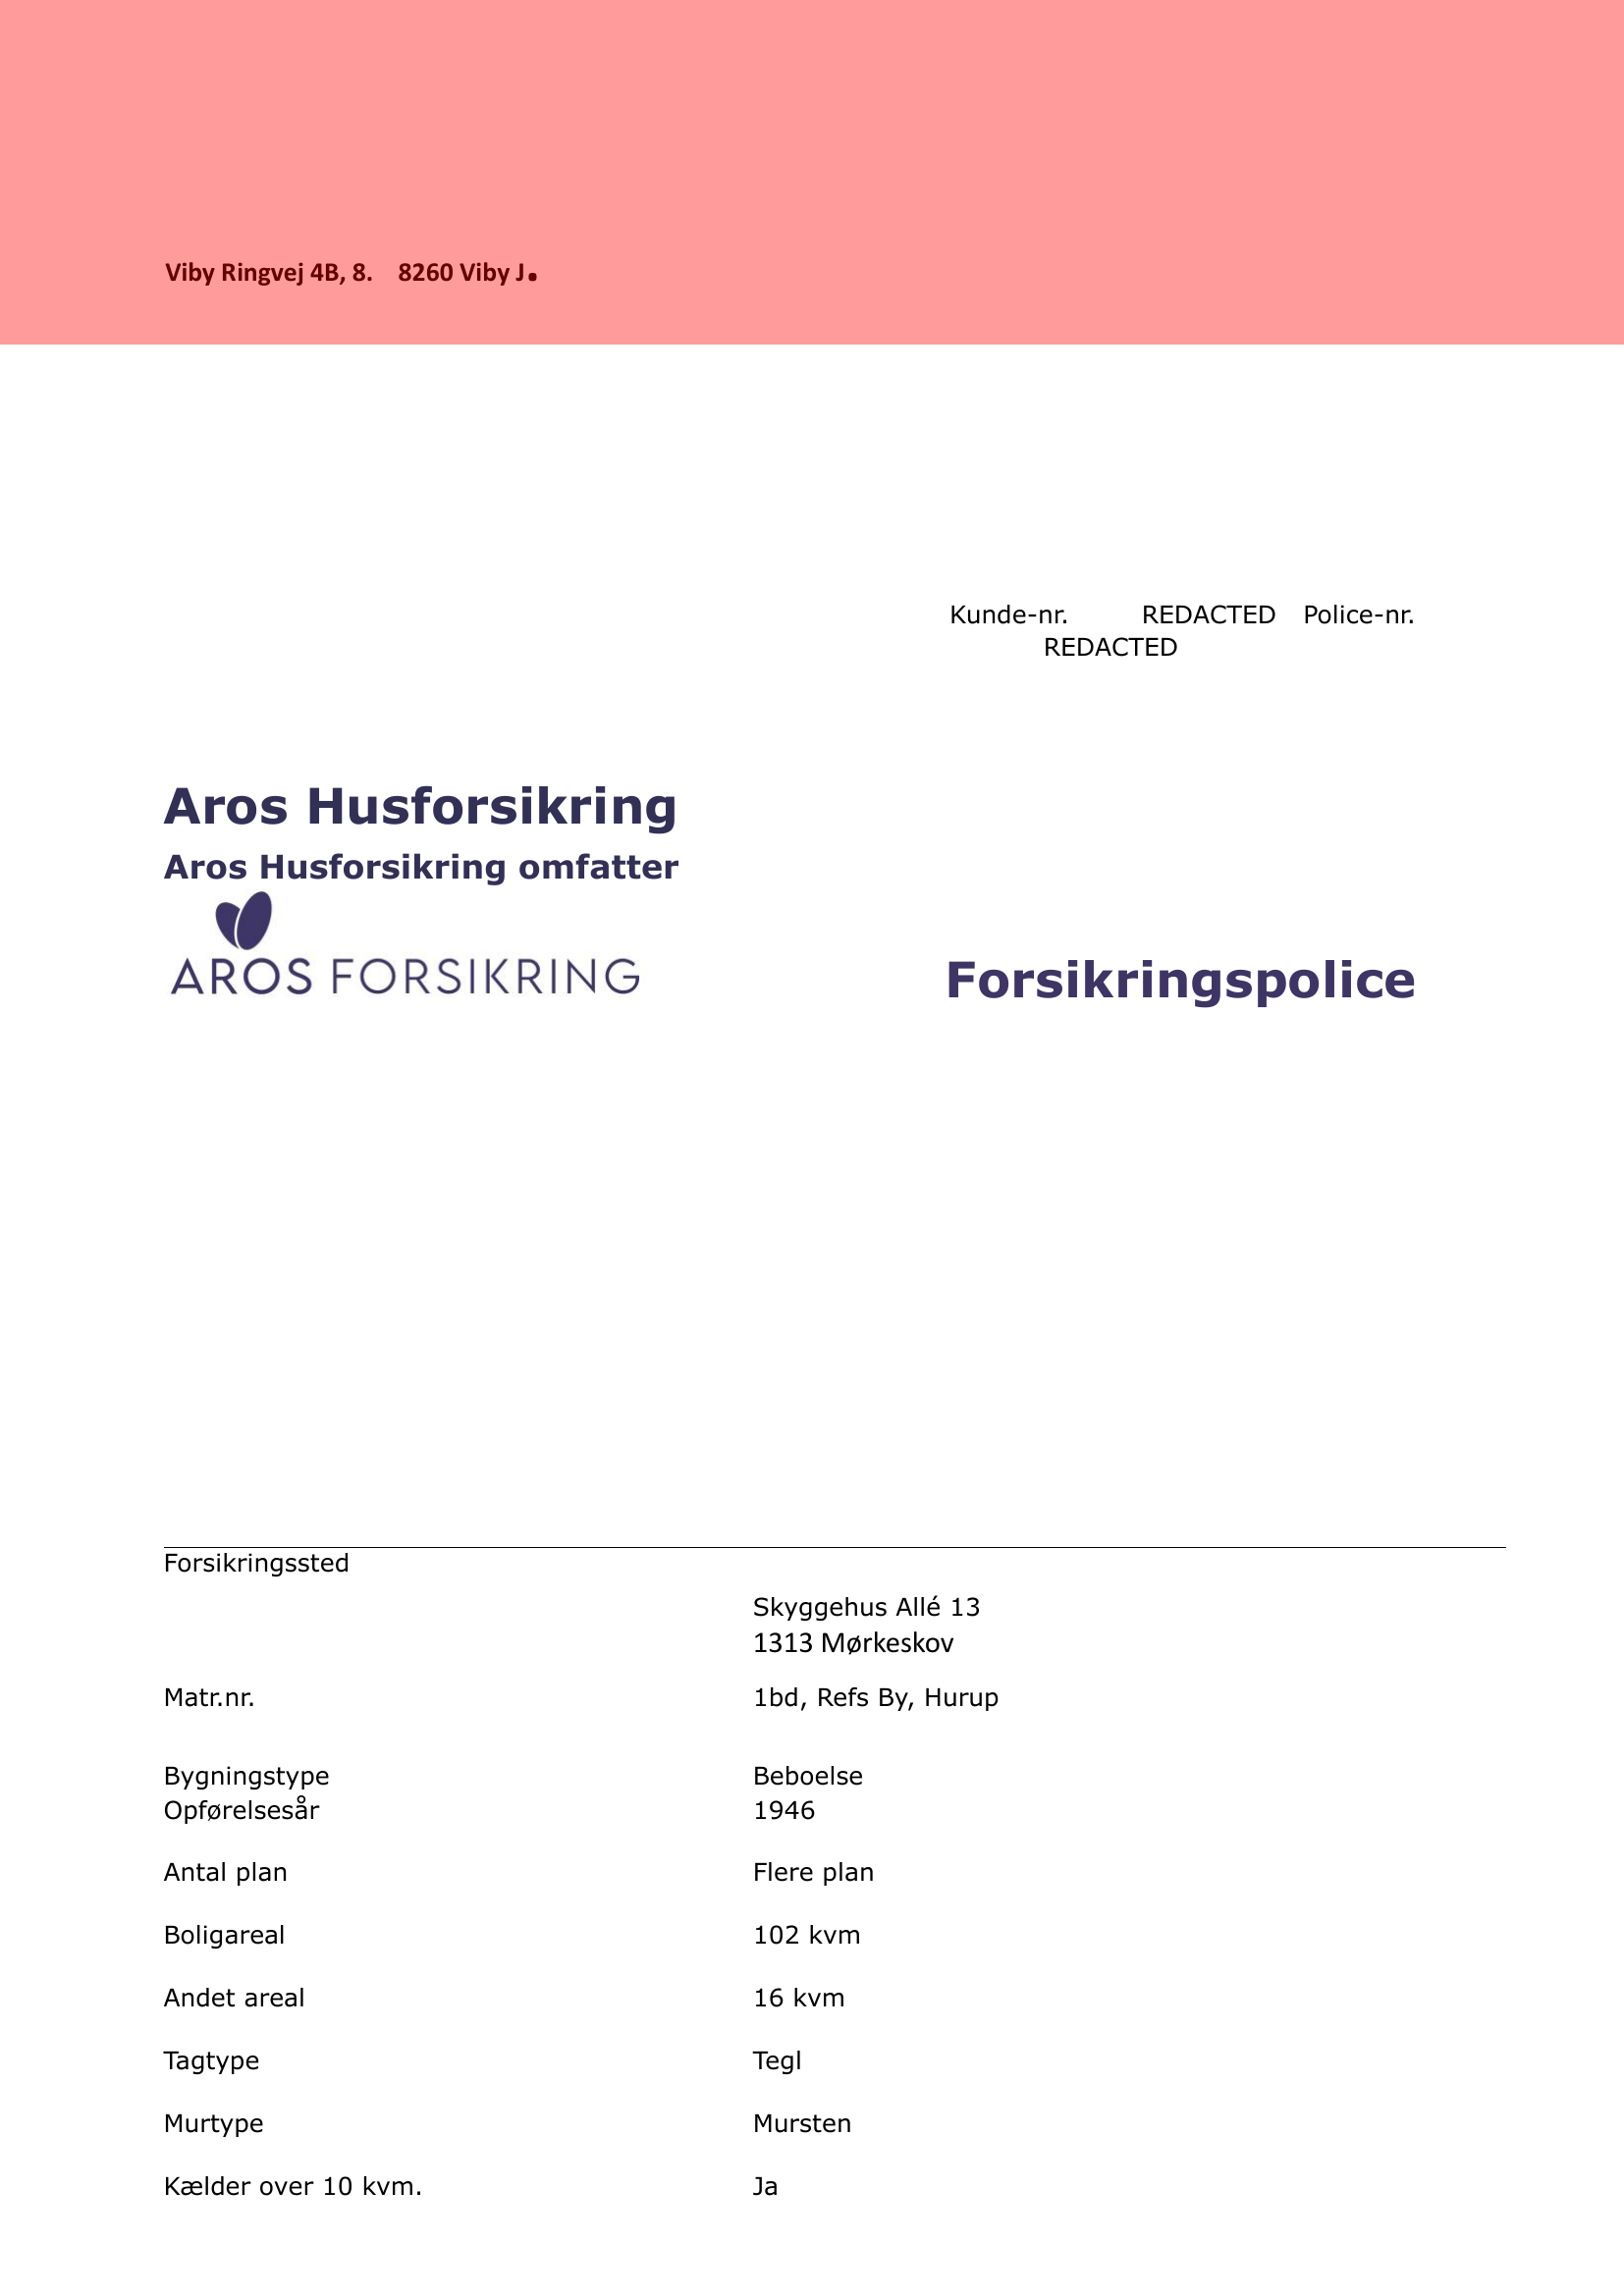 Viby Ringvej 4B, 8. 8260 Viby J.
Kunde-nr. REDACTED Police-nr.
REDACTED
Aros Husforsikring
Aros Husforsikring omfatter
AROS FORSIKRING
Forsikringspolice
Forsikringssted
Skyggehus Allé 13
1313 Mørkeskov
Matr.nr. 1bd, Refs By, Hurup
Bygningstype Beboelse
Opførelsesår 1946
Antal plan Flere plan
Boligareal 102 kvm
Andet areal 16 kvm
Tagtype Tegl
Murtype Mursten
Kælder over 10 kvm. Ja